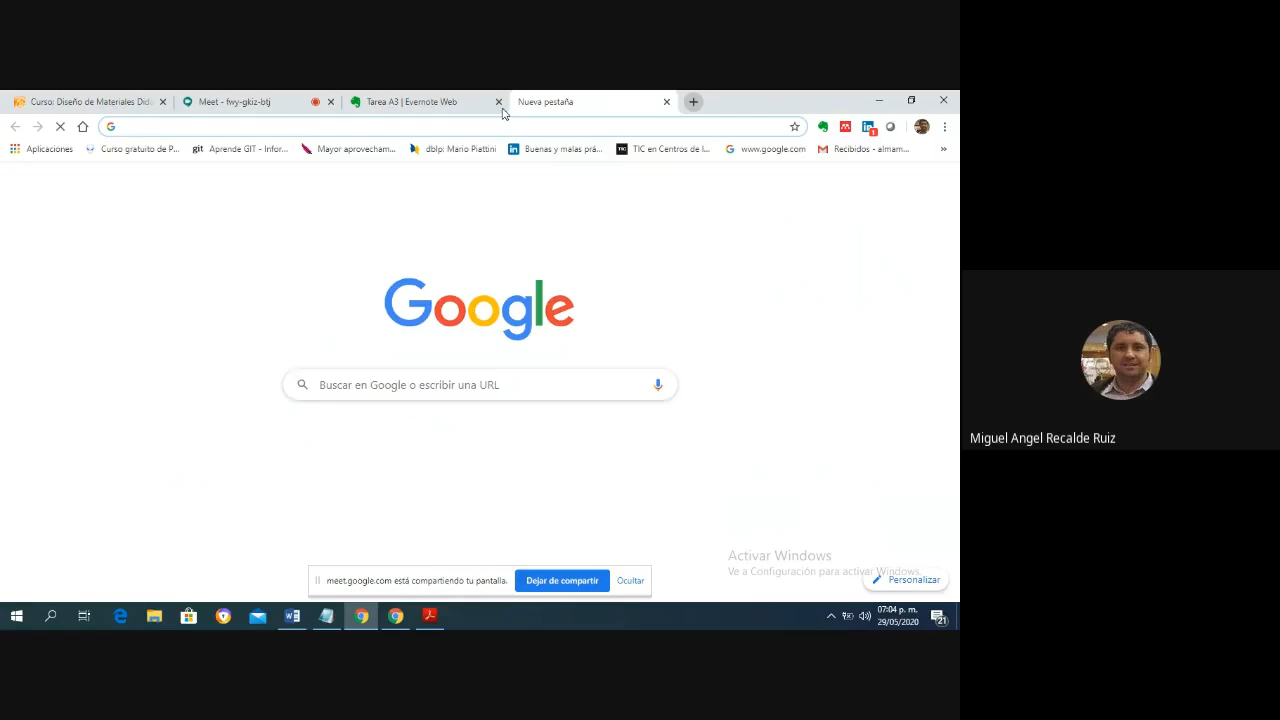 Curso: Diseño de Materiales Dida
Meet - fwy-gkiz-btj
Tarea A3 | Evernote Web
Nueva pestaña
Aplicaciones
Curso gratuito de P...
git
Aprende GIT - Infor...
Mayor aprovecham...
dblp: Mario Piattini
Buenas y malas prá...
TIC
TIC en Centros de I...
www.google.com
Recibidos - almam...
Google
Buscar en Google o escribir una URL
Miguel Angel Recalde Ruiz
Activar Windows
Ve a Configuración para activar Windows.
Personalizar
meet.google.com está compartiendo tu pantalla.
Dejar de compartir
Ocultar
07:04 p. m.
29/05/2020
21